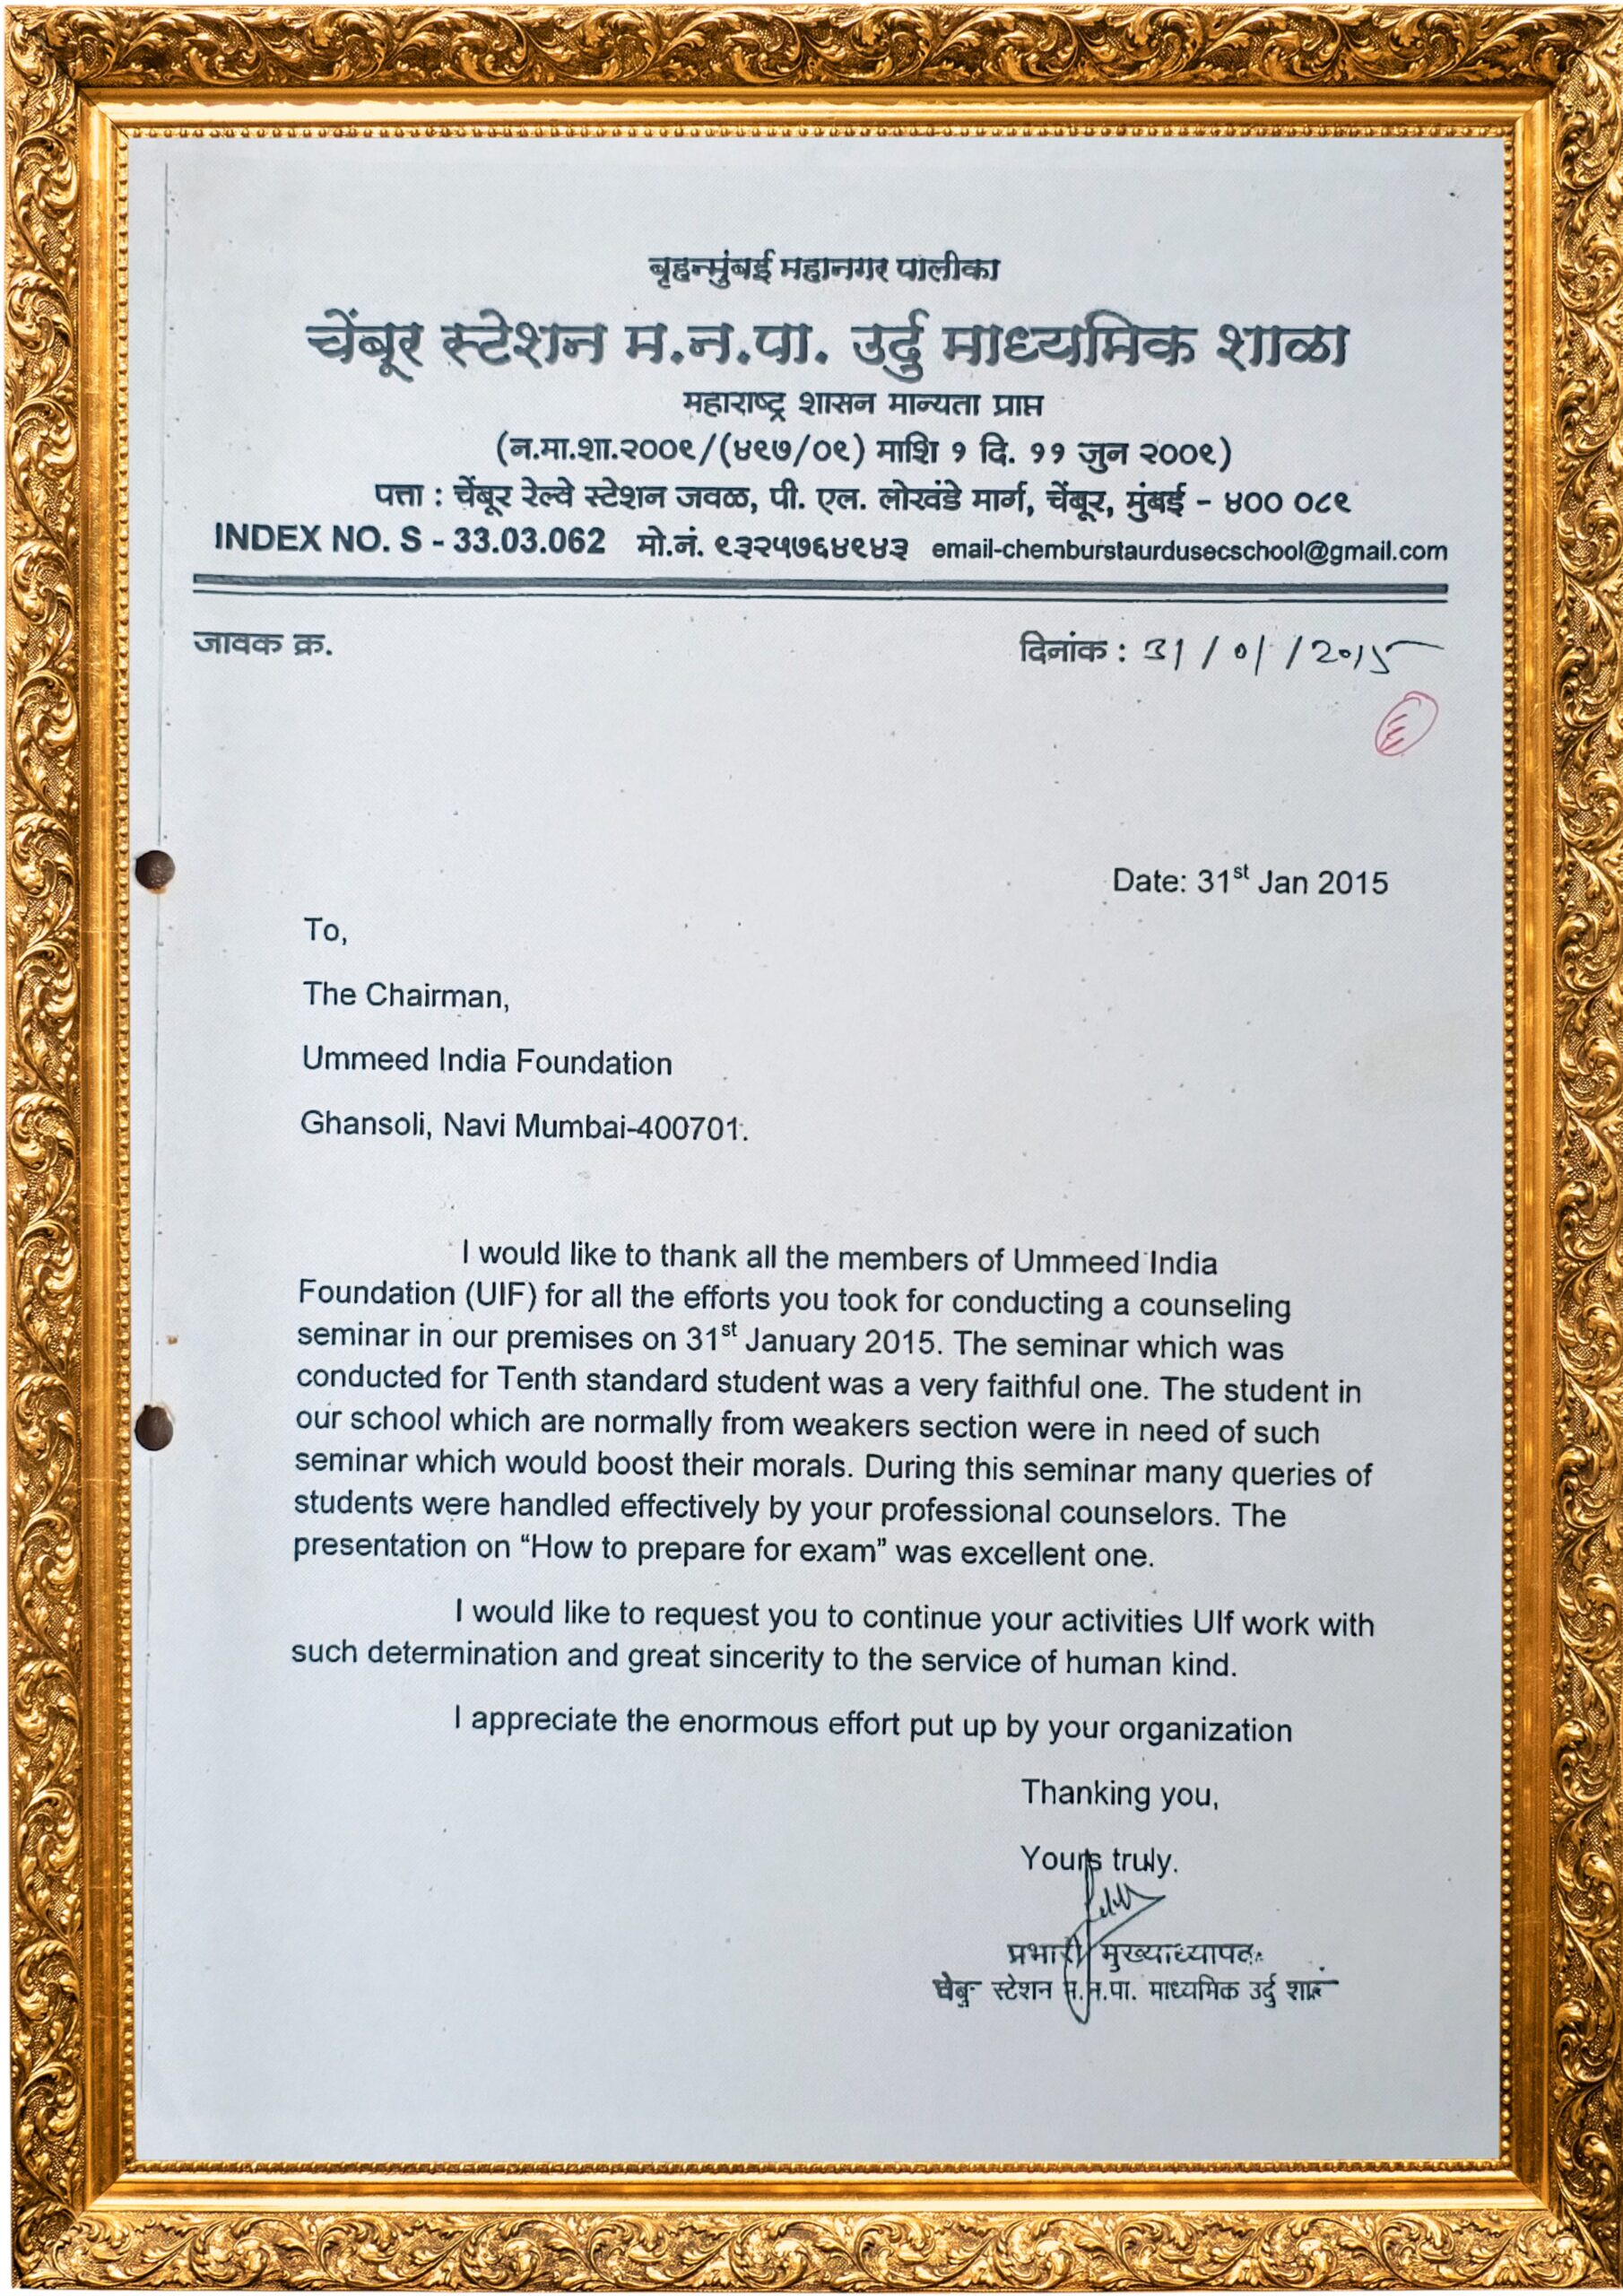 बृहन्मुंबई महानगर पालीका
चेंबूर स्टेशन म.न.पा. उर्दु माध्यमिक शाळा
महाराष्ट्र शासन मान्यता प्राप्त
(न.मा.शा.२००९/(४९७/०९) माशि १ दि. ११ जुन २००९)
पत्ता : चेंबूर रेल्वे स्टेशन जवळ, पी. एल. लोखंडे मार्ग, चेंबूर, मुंबई - ४०० ०८९
INDEX NO. S - 33.03.062 मो.नं. ९३२५७६४९४३ email-chemburstaurdusecschool@gmail.com
जावक क्र. दिनांक : 31/01/2015
E
Date: 31st Jan 2015
To,
The Chairman,
Ummeed India Foundation
Ghansoli, Navi Mumbai-400701.
I would like to thank all the members of Ummeed India
Foundation (UIF) for all the efforts you took for conducting a counseling
seminar in our premises on 31st January 2015. The seminar which was
conducted for Tenth standard student was a very faithful one. The student in
our school which are normally from weakers section were in need of such
seminar which would boost their morals. During this seminar many queries of
students were handled effectively by your professional counselors. The
presentation on “How to prepare for exam” was excellent one.
I would like to request you to continue your activities UIf work with
such determination and great sincerity to the service of human kind.
I appreciate the enormous effort put up by your organization
Thanking you,
Yours truly.
प्रभारी मुख्याध्यापक
स्टेशन म.न.पा. माध्यमिक उर्दु